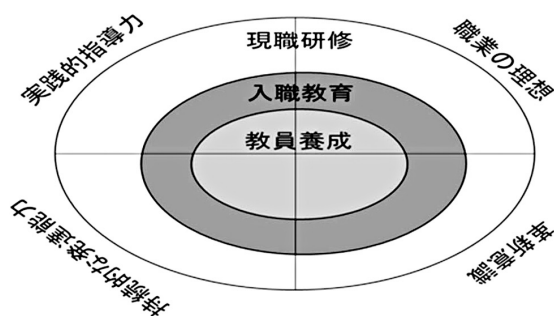 現職研修
実践的指導力
職業の理想
入職教育
教員養成
持続的な発達能力
革新意識